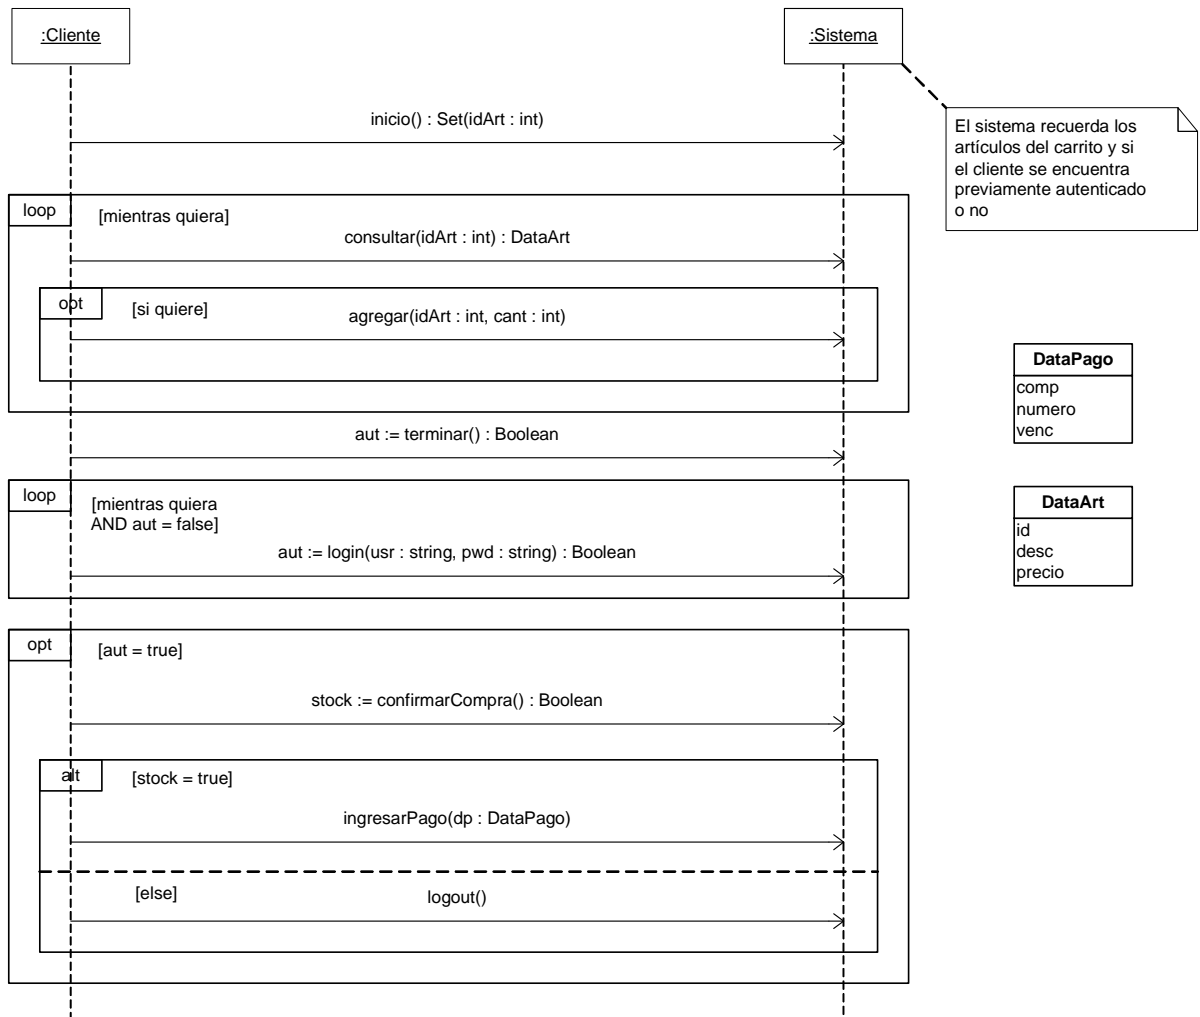 :Cliente
:Sistema
inicio() : Set(idArt : int)
El sistema recuerda los
artículos del carrito y si
el cliente se encuentra
previamente autenticado
o no
loop
[mientras quiera]
consultar(idArt : int) : DataArt
opt
[si quiere]
agregar(idArt : int, cant : int)
DataPago
comp
numero
venc
aut := terminar() : Boolean
loop
[mientras quiera
AND aut = false]
aut := login(usr : string, pwd : string) : Boolean
DataArt
id
desc
precio
opt
[aut = true]
stock := confirmarCompra() : Boolean
alt
[stock = true]
ingresarPago(dp : DataPago)
[else]
logout()